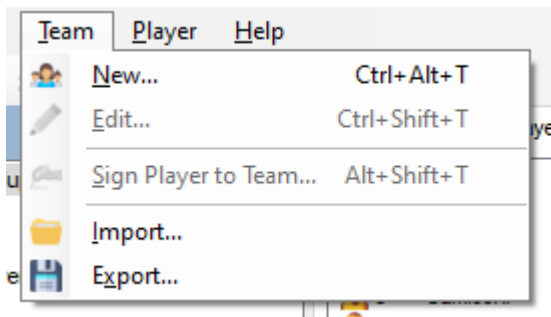 Team Player Help
New... Ctrl+Alt+T
Edit... Ctrl+Shift+T
Sign Player to Team... Alt+Shift+T
Import...
Export...